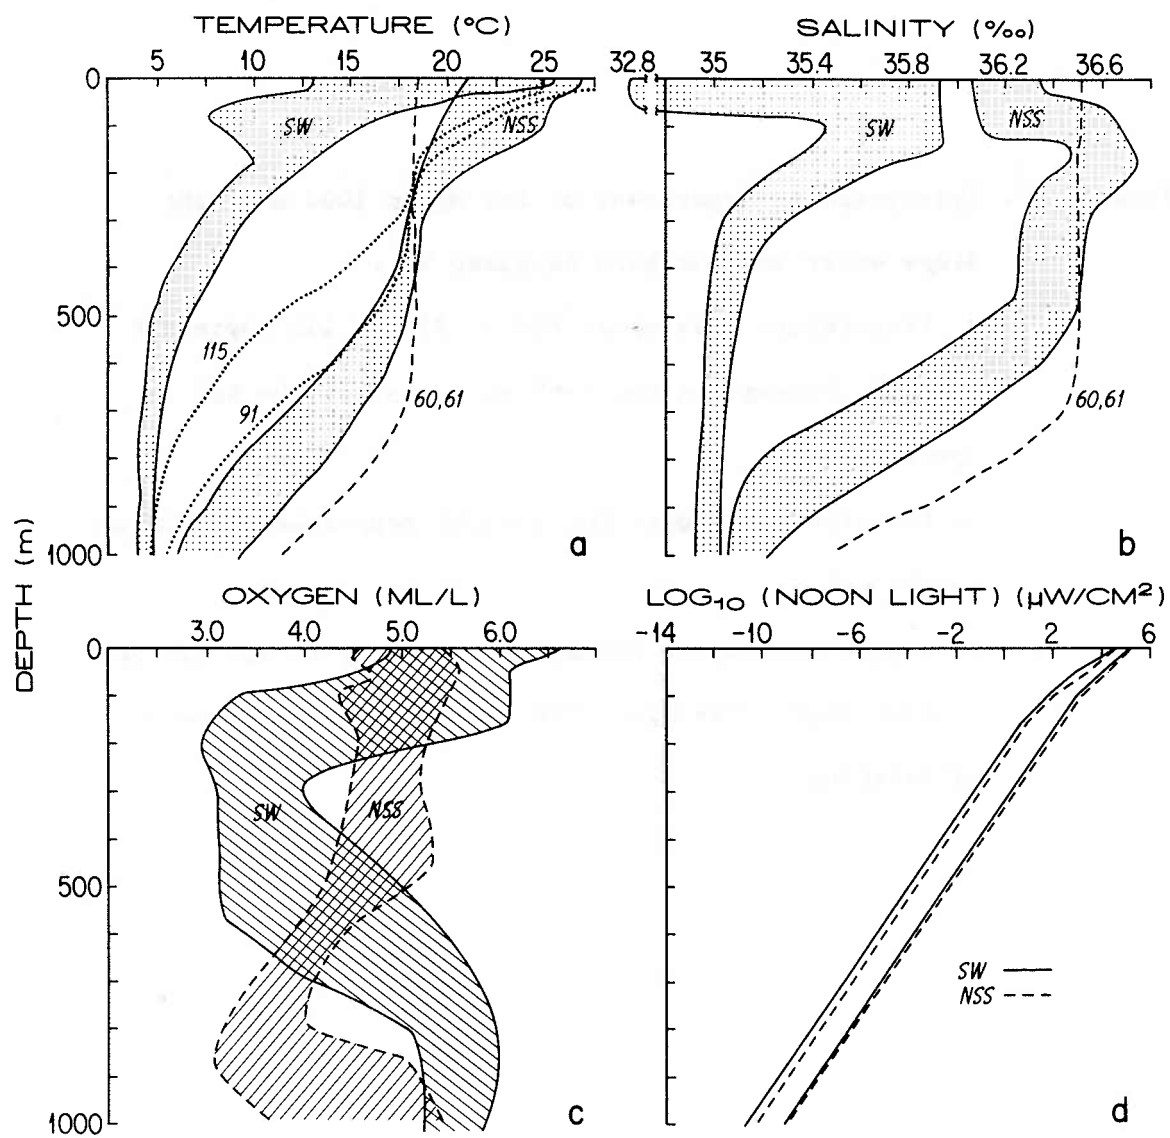 TEMPERATURE (°C)
5 10 15 20 25
0
500
1000
SW
NSS
115
91
60,61
a
SALINITY (‰)
32.8 35 35.4 35.8 36.2 36.6
SW
NSS
60,61
b
DEPTH (m)
OXYGEN (ML/L)
3.0 4.0 5.0 6.0
0
500
1000
SW
NSS
c
LOG₁₀ (NOON LIGHT) (µW/CM²)
-14 -10 -6 -2 2 6
SW
NSS
d